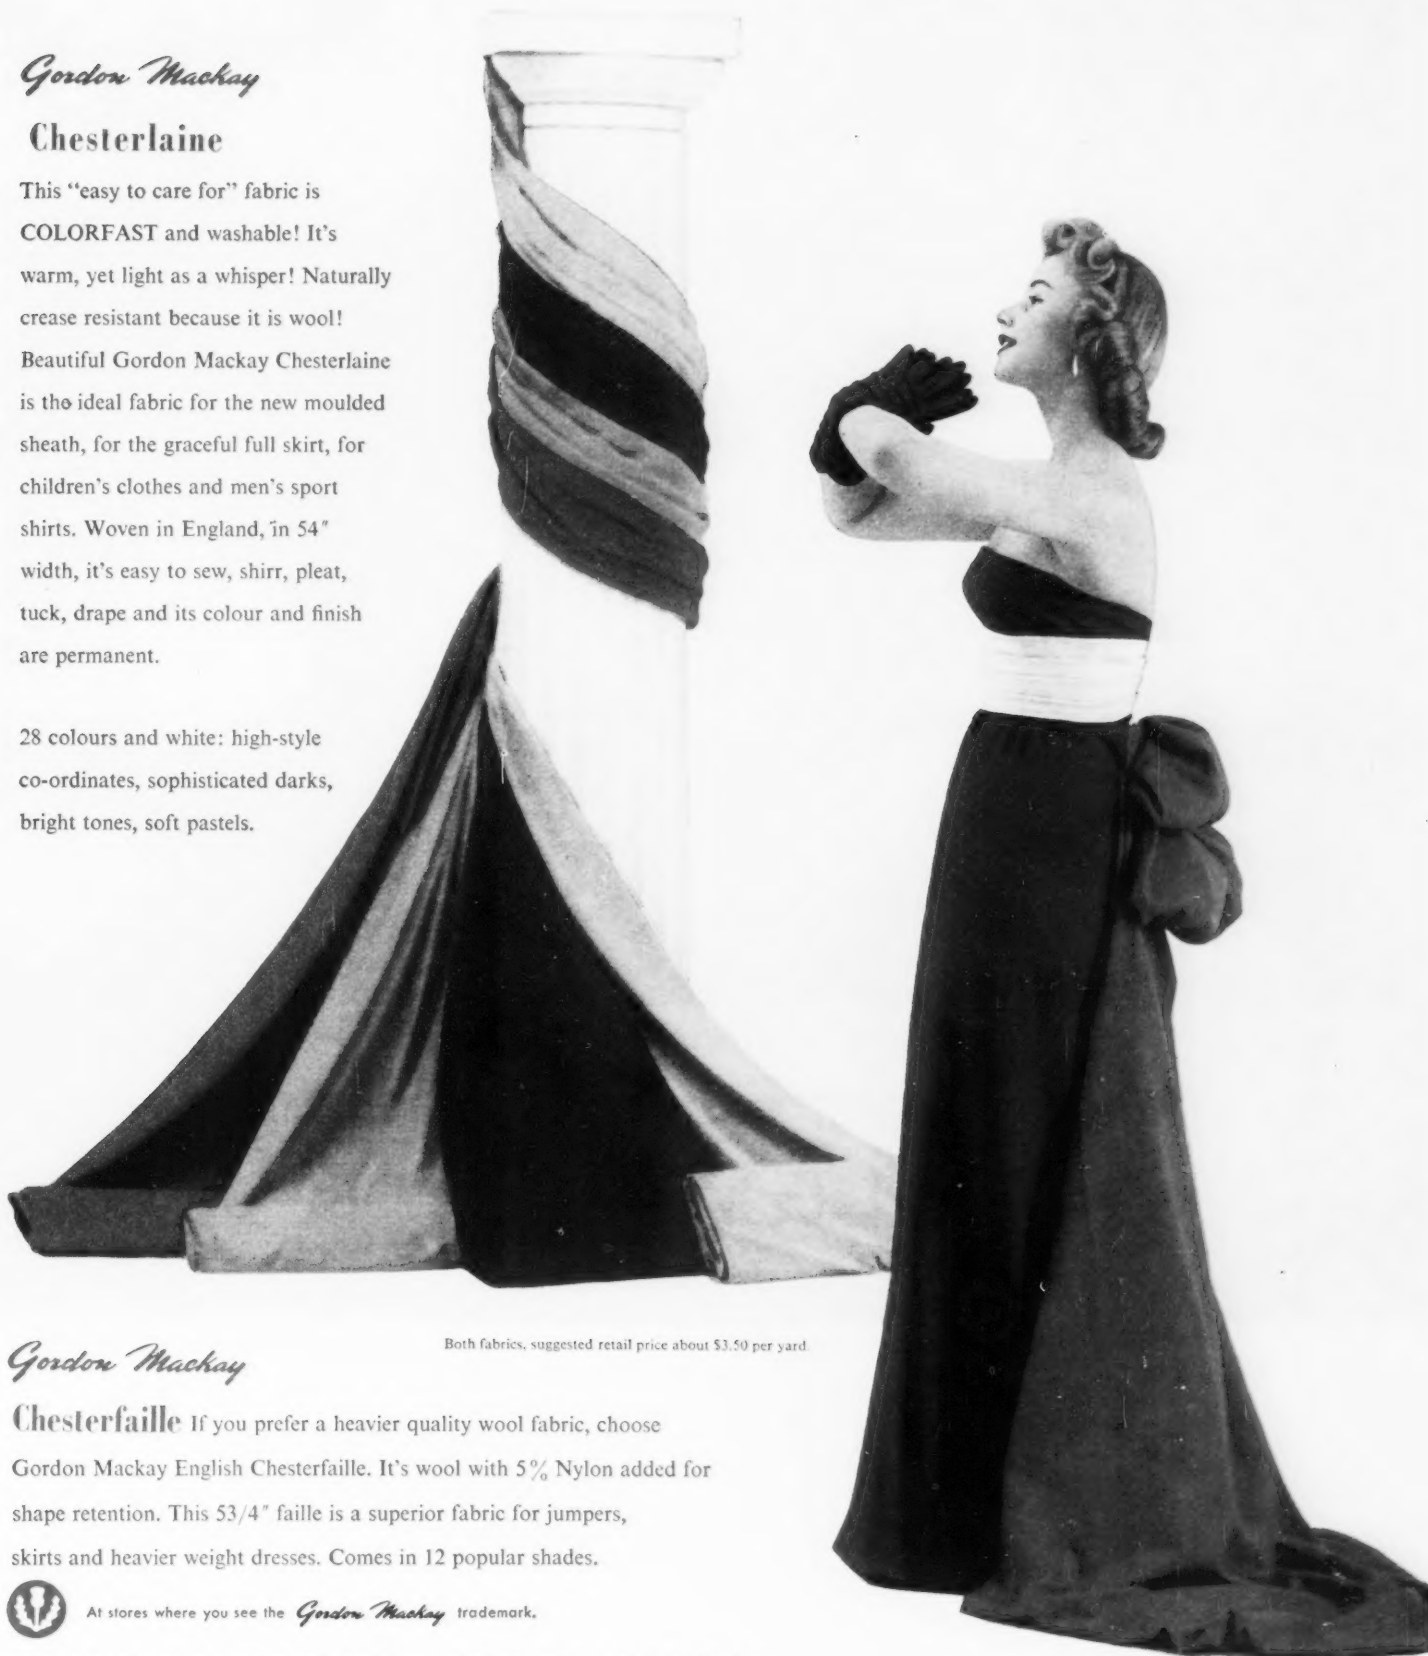 Gordon Mackay
Chesterlaine
This “easy to care for” fabric is
COLORFAST and washable! It's
warm, yet light as a whisper! Naturally
crease resistant because it is wool!
Beautiful Gordon Mackay Chesterlaine
is the ideal fabric for the new moulded
sheath, for the graceful full skirt, for
children's clothes and men's sport
shirts. Woven in England, in 54″
width, it's easy to sew, shirr, pleat,
tuck, drape and its colour and finish
are permanent.
28 colours and white: high-style
co-ordinates, sophisticated darks,
bright tones, soft pastels.
Both fabrics, suggested retail price about $3.50 per yard.
Gordon Mackay
Chesterfaille If you prefer a heavier quality wool fabric, choose
Gordon Mackay English Chesterfaille. It's wool with 5% Nylon added for
shape retention. This 53/4″ faille is a superior fabric for jumpers,
skirts and heavier weight dresses. Comes in 12 popular shades.
At stores where you see the Gordon Mackay trademark.